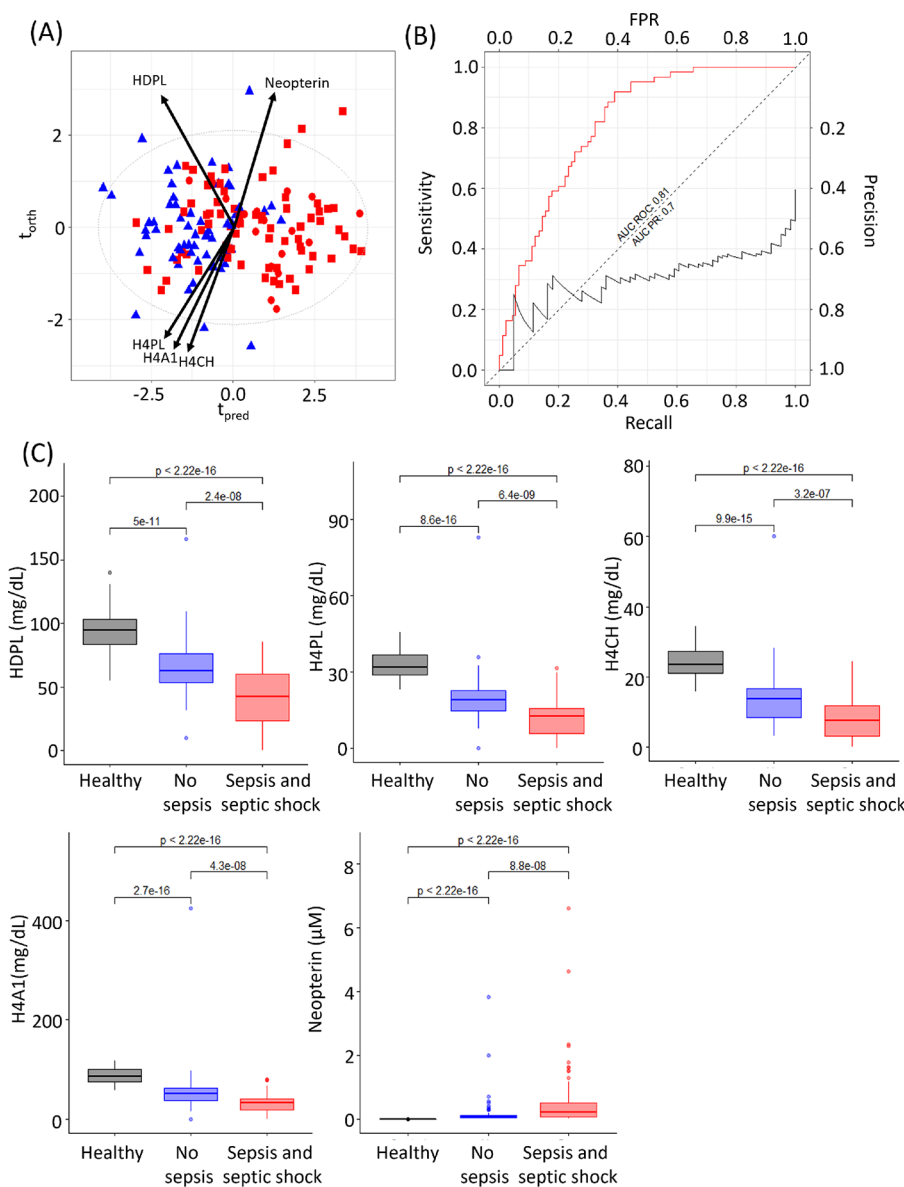 (A)
HDPL
Neopterin
2
0
-2
t_orth
H4PL
H4A1
H4CH
-2.5
0.0
2.5
t_pred
(B)
FPR
0.0
0.2
0.4
0.6
0.8
1.0
1.0
0.8
0.6
0.4
0.2
0.0
Sensitivity
AUC ROC: 0.81
AUC PR: 0.7
0.2
0.4
0.6
0.8
1.0
Precision
0.0
0.2
0.4
0.6
0.8
1.0
Recall
(C)
HDPL (mg/dL)
200
150
100
50
0
p < 2.22e-16
2.4e-08
5e-11
Healthy
No
sepsis
Sepsis and
septic shock
H4PL (mg/dL)
90
60
30
0
p < 2.22e-16
6.4e-09
8.6e-16
Healthy
No
sepsis
Sepsis and
septic shock
H4CH (mg/dL)
60
40
20
0
p < 2.22e-16
3.2e-07
9.9e-15
Healthy
No
sepsis
Sepsis and
septic shock
H4A1(mg/dL)
400
200
0
p < 2.22e-16
4.3e-08
2.7e-16
Healthy
No
sepsis
Sepsis and
septic shock
Neopterin (µM)
8
6
4
2
0
p < 2.22e-16
8.8e-08
p < 2.22e-16
Healthy
No
sepsis
Sepsis and
septic shock